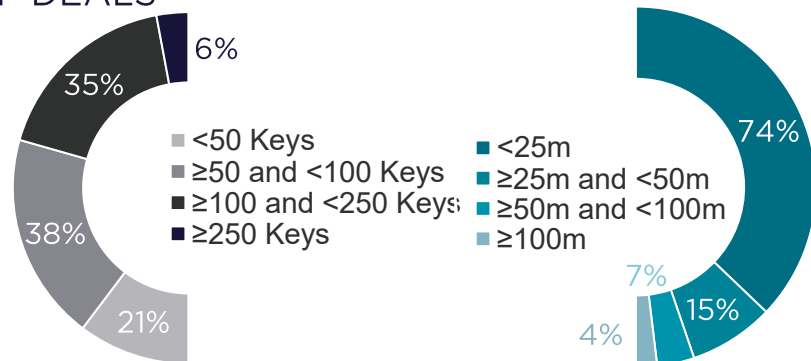 DEALS
6%
35%
38%
21%
<50 Keys
≥50 and <100 Keys
≥100 and <250 Keys
≥250 Keys
<25m
≥25m and <50m
≥50m and <100m
≥100m
74%
7%
15%
4%